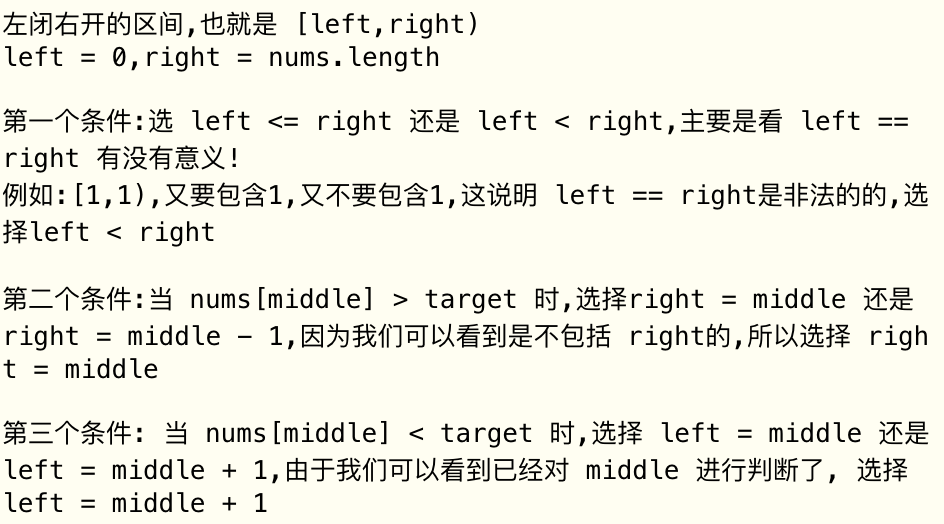 左闭右开的区间,也就是 [left,right)
left = 0,right = nums.length
第一个条件:选 left <= right 还是 left < right,主要是看 left ==
right 有没有意义!
例如:[1,1),又要包含1,又不要包含1,这说明 left == right是非法的的,选
择left < right
第二个条件:当 nums[middle] > target 时,选择right = middle 还是
right = middle − 1,因为我们可以看到是不包括 right的,所以选择 righ
t = middle
第三个条件: 当 nums[middle] < target 时,选择 left = middle 还是
left = middle + 1,由于我们可以看到已经对 middle 进行判断了, 选择
left = middle + 1